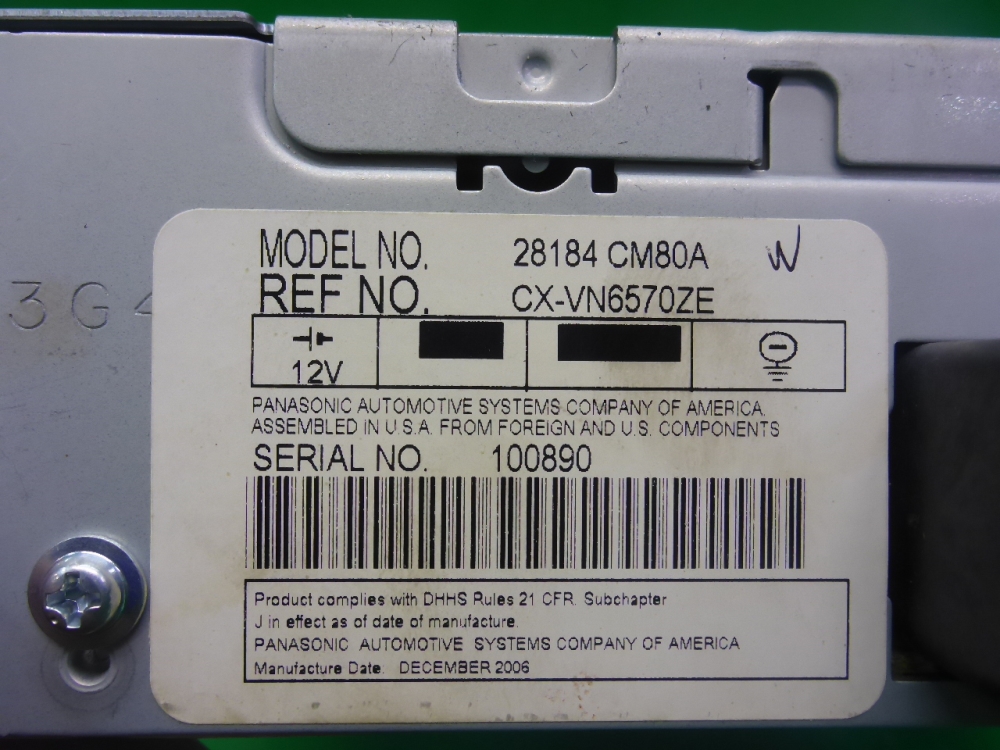 MODEL NO. 28184 CM80A W
REF NO. CX-VN6570ZE
3G4
12V
PANASONIC AUTOMOTIVE SYSTEMS COMPANY OF AMERICA.
ASSEMBLED IN U.S.A. FROM FOREIGN AND U.S. COMPONENTS
SERIAL NO. 100890
Product complies with DHHS Rules 21 CFR. Subchapter
J in effect as of date of manufacture.
PANASONIC AUTOMOTIVE SYSTEMS COMPANY OF AMERICA
Manufacture Date: DECEMBER 2006